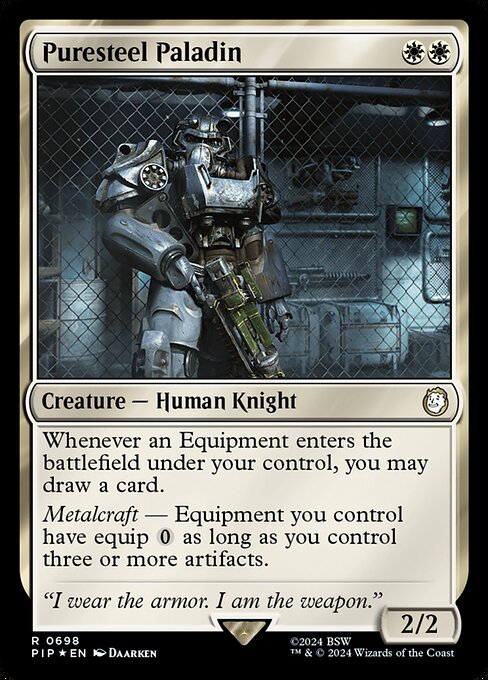 Puresteel Paladin
Creature — Human Knight
Whenever an Equipment enters the
battlefield under your control, you may
draw a card.
Metalcraft — Equipment you control
have equip 0 as long as you control
three or more artifacts.
“I wear the armor. I am the weapon.”
2/2
R 0698
PIP ★ EN DAARKEN
©2024 BSW
™ & © 2024 Wizards of the Coast